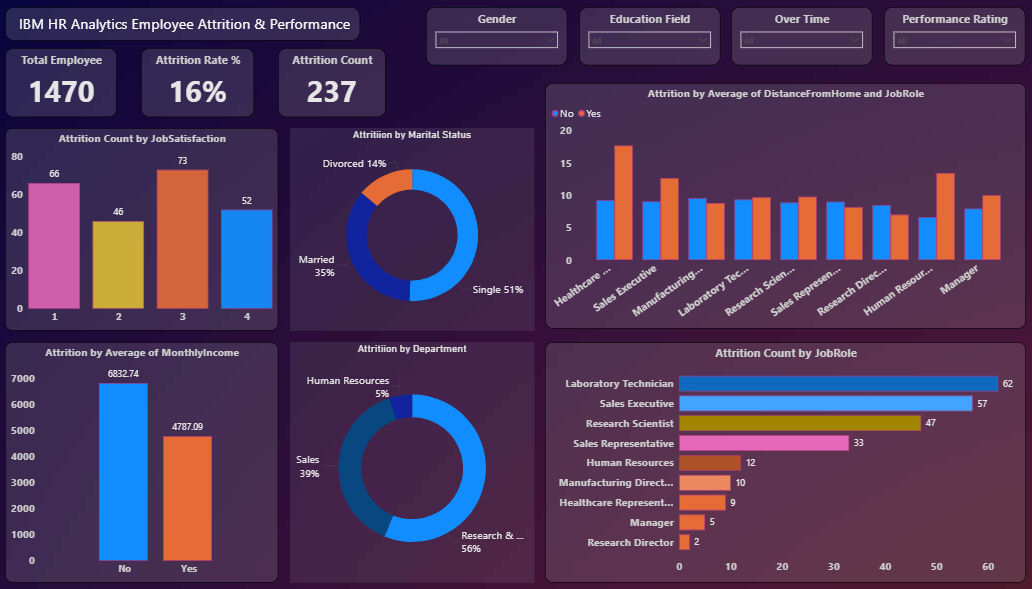 IBM HR Analytics Employee Attrition & Performance
Gender
All
Education Field
All
Over Time
All
Performance Rating
All
Total Employee
1470
Attrition Rate %
16%
Attrition Count
237
Attrition Count by JobSatisfaction
80
60
40
20
0
66
46
73
52
1
2
3
4
Attritiion by Marital Status
Divorced 14%
Married
35%
Single 51%
Attrition by Average of DistanceFromHome and JobRole
No
Yes
20
15
10
5
0
Healthcare ...
Sales Executive
Manufacturing...
Laboratory Tec...
Research Scien...
Sales Represen...
Research Direc...
Human Resour...
Manager
Attrition by Average of MonthlyIncome
7000
6000
5000
4000
3000
2000
1000
0
6832.74
4787.09
No
Yes
Attritiion by Department
Human Resources
5%
Sales
39%
Research & ...
56%
Attrition Count by JobRole
Laboratory Technician
62
Sales Executive
57
Research Scientist
47
Sales Representative
33
Human Resources
12
Manufacturing Direct...
10
Healthcare Represent...
9
Manager
5
Research Director
2
0
10
20
30
40
50
60